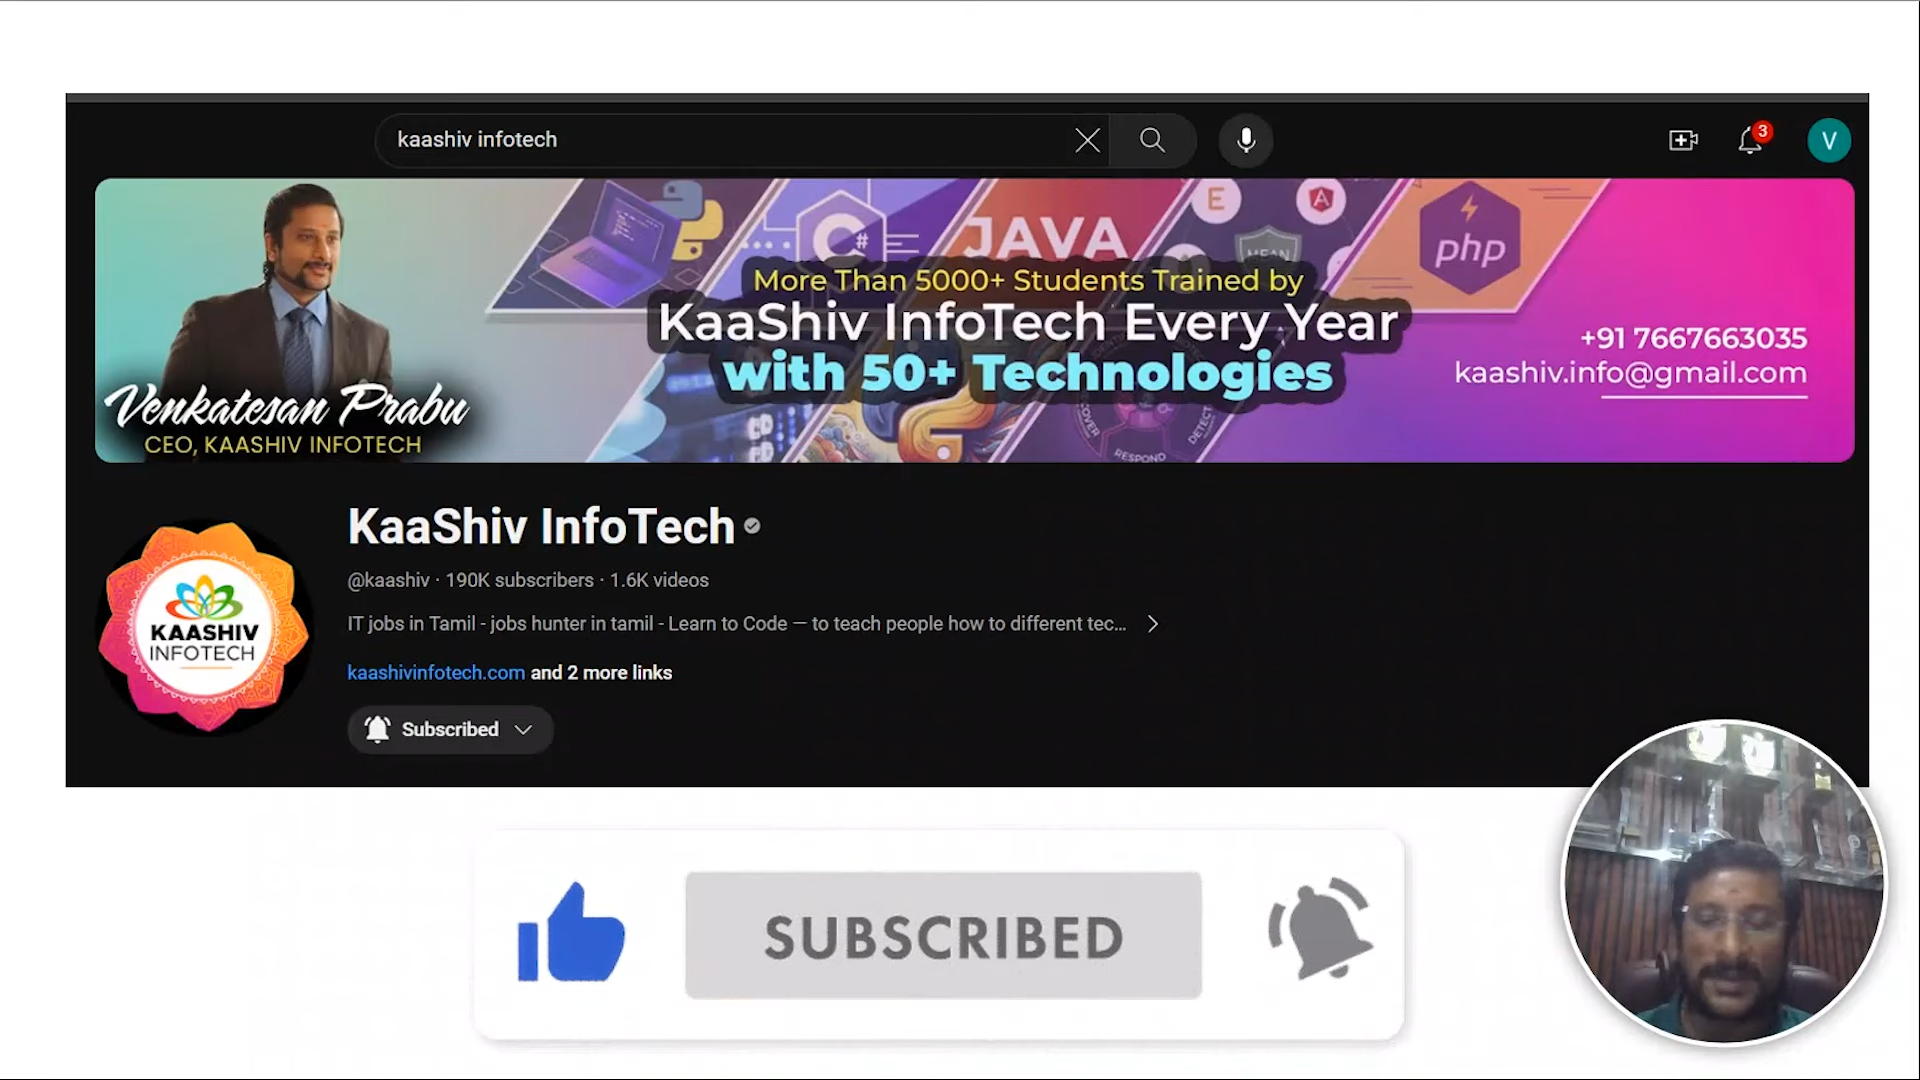 kaashiv infotech
3
V
C#
JAVA
E
A
MEAN
php
More Than 5000+ Students Trained by
KaaShiv InfoTech Every Year
with 50+ Technologies
+91 7667663035
kaashiv.info@gmail.com
Venkatesan Prabu
CEO, KAASHIV INFOTECH
DETECT
RESPOND
KaaShiv InfoTech
@kaashiv · 190K subscribers · 1.6K videos
IT jobs in Tamil - jobs hunter in tamil - Learn to Code — to teach people how to different tec...
kaashivinfotech.com and 2 more links
KAASHIV
INFOTECH
Subscribed
SUBSCRIBED